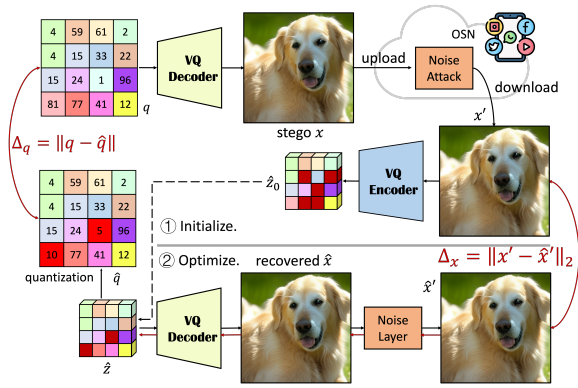 4 59 61 2
4 15 33 22
15 24 1 96
81 77 41 12
q
VQ
Decoder
stego x
upload
OSN
Noise
Attack
download
x′
Δq = ‖q − q̂‖
ẑ0
VQ
Encoder
① Initialize.
4 59 61 2
4 15 33 22
15 24 5 96
10 77 41 12
quantization q̂
② Optimize. recovered x̂
Δx = ‖x′ − x̂′‖2
x̂′
VQ
Decoder
Noise
Layer
ẑ